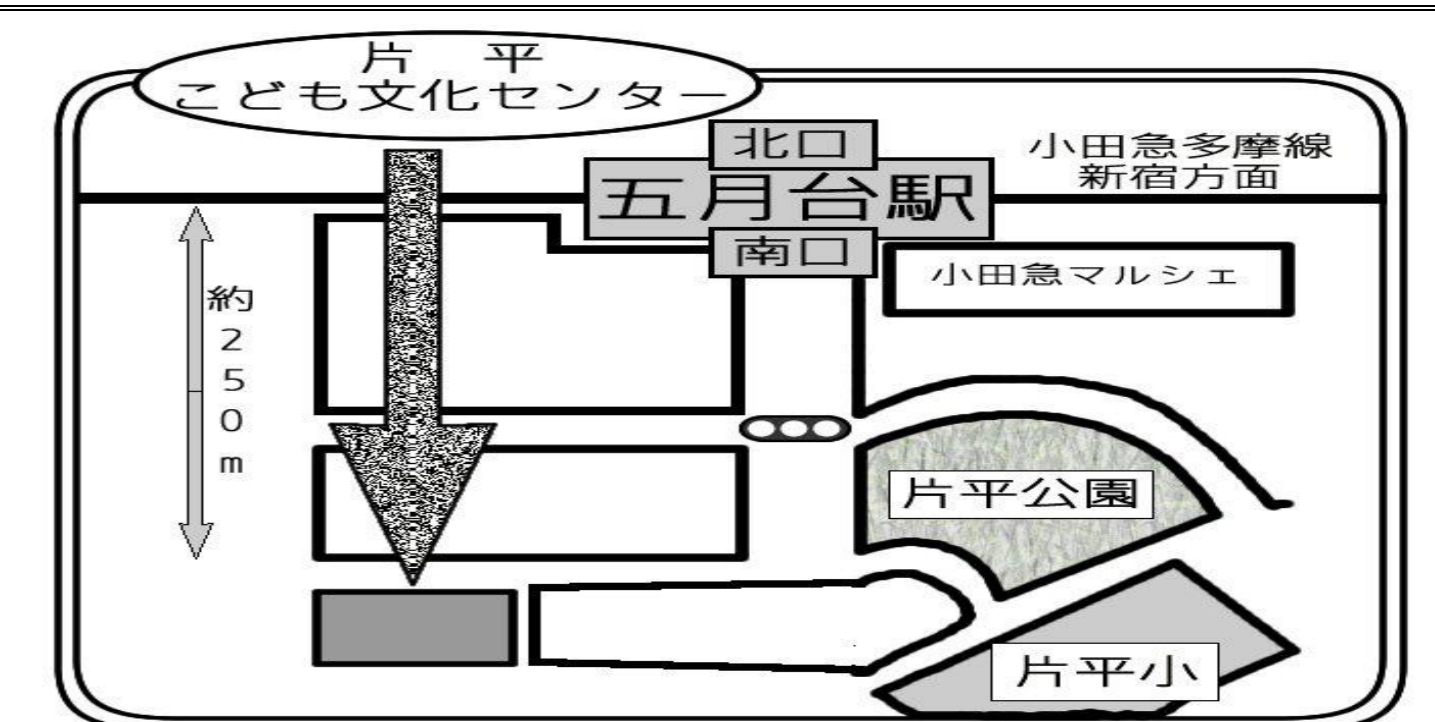 片　平
こども文化センター
北口
五月台駅
南口
小田急多摩線
新宿方面
小田急マルシェ
約250m
片平公園
片平小